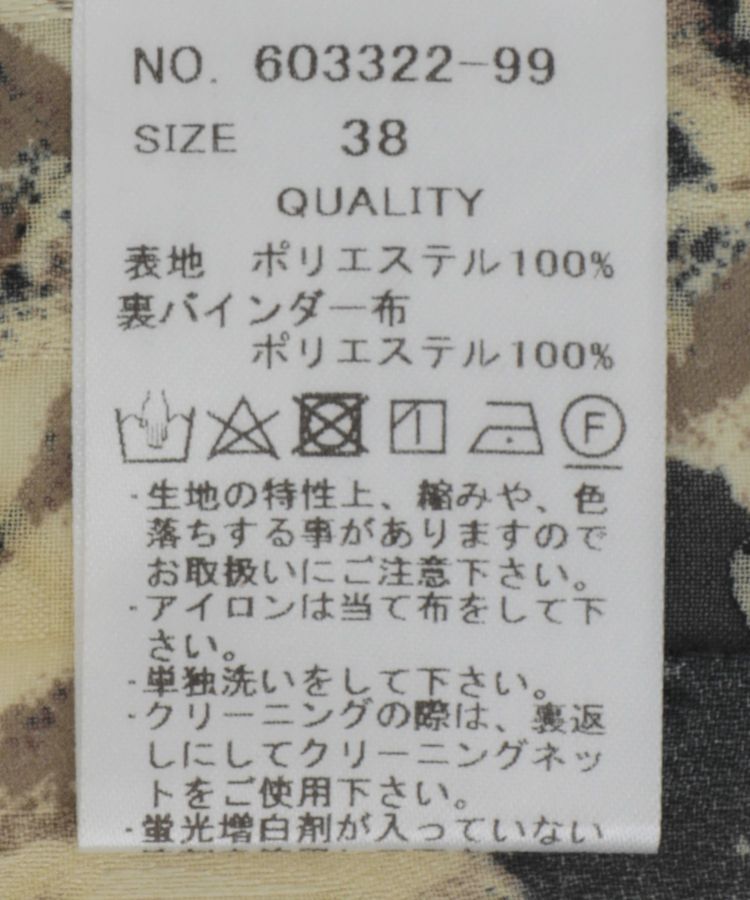 NO. 603322-99
SIZE 38
QUALITY
表地 ポリエステル100%
裏バインダー布
ポリエステル100%
F
·生地の特性上、縮みや、色
落ちする事がありますので
お取扱いにご注意下さい。
·アイロンは当て布をして下
さい。
·単独洗いをして下さい。
·クリーニングの際は、裏返
しにしてクリーニングネッ
トをご使用下さい。
·蛍光増白剤が入っていない